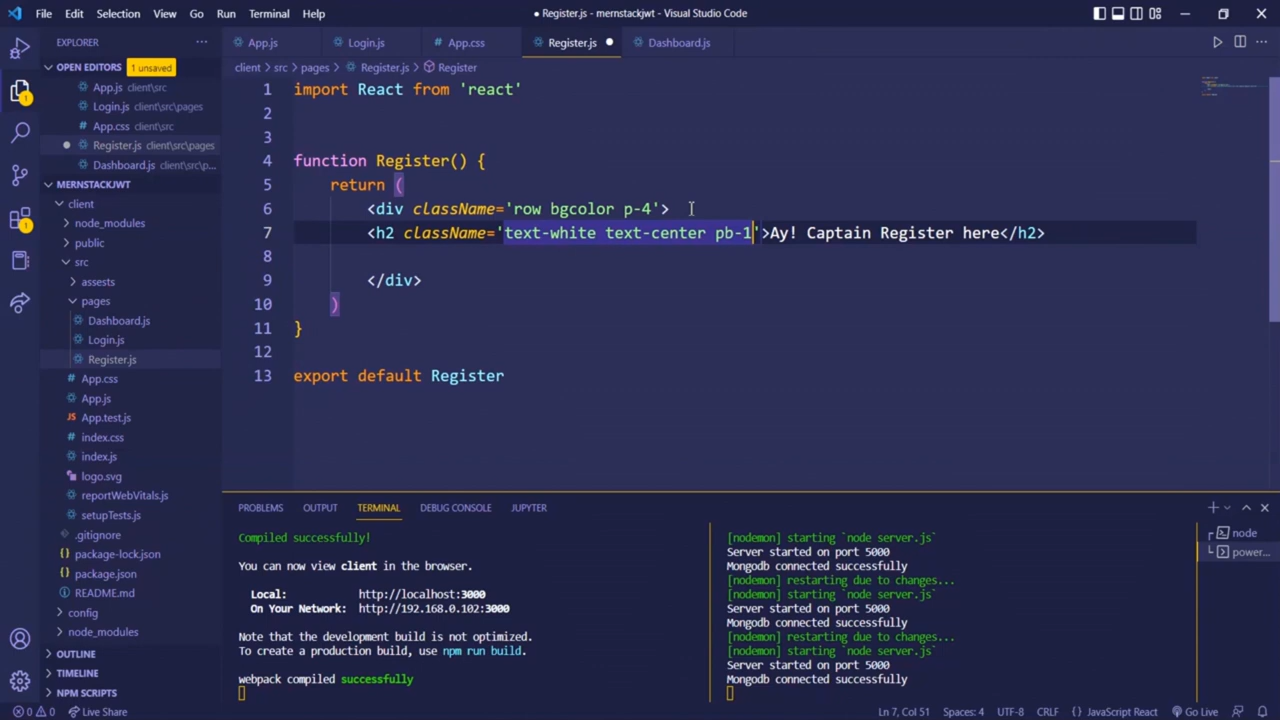 File Edit Selection View Go Run Terminal Help
● Register.js - mernstackjwt - Visual Studio Code
EXPLORER
OPEN EDITORS 1 unsaved
App.js client\src
Login.js client\src\pages
App.css client\src
Register.js client\src\pages
Dashboard.js client\src\p...
MERNSTACKJWT
client
node_modules
public
src
assests
pages
Dashboard.js
Login.js
Register.js
App.css
App.js
App.test.js
index.css
index.js
logo.svg
reportWebVitals.js
setupTests.js
.gitignore
package-lock.json
package.json
README.md
config
node_modules
OUTLINE
TIMELINE
NPM SCRIPTS
App.js Login.js App.css Register.js Dashboard.js
client > src > pages > Register.js > Register
1 import React from 'react'
2
3
4 function Register() {
5 return (
6 <div className='row bgcolor p-4'>
7 <h2 className='text-white text-center pb-1'>Ay! Captain Register here</h2>
8
9 </div>
10 )
11 }
12
13 export default Register
PROBLEMS OUTPUT TERMINAL DEBUG CONSOLE JUPYTER
Compiled successfully!
You can now view client in the browser.
Local: http://localhost:3000
On Your Network: http://192.168.0.102:3000
Note that the development build is not optimized.
To create a production build, use npm run build.
webpack compiled successfully
[nodemon] starting `node server.js`
Server started on port 5000
Mongodb connected successfully
[nodemon] restarting due to changes...
[nodemon] starting `node server.js`
Server started on port 5000
Mongodb connected successfully
[nodemon] restarting due to changes...
[nodemon] starting `node server.js`
Server started on port 5000
Mongodb connected successfully
node
power...
0 0 Live Share
Ln 7, Col 51 Spaces: 4 UTF-8 CRLF {} JavaScript React Go Live